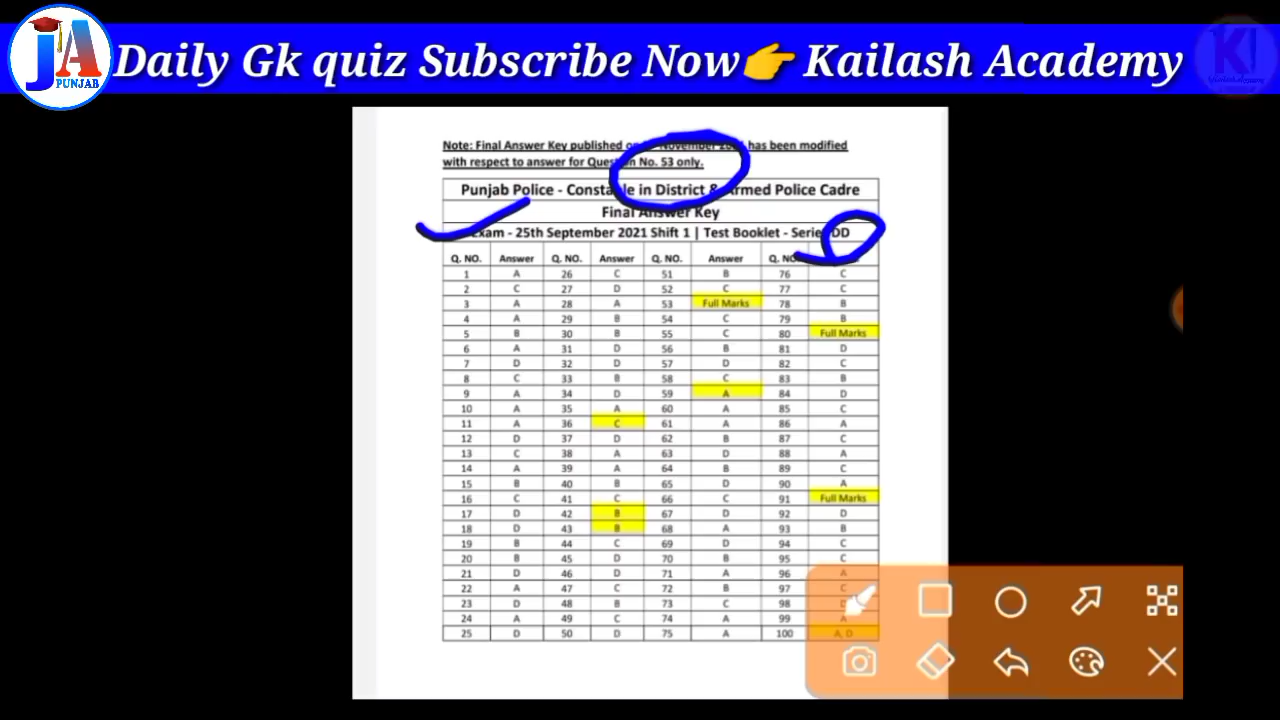 JA
PUNJAB
Daily Gk quiz Subscribe Now👉 Kailash Academy
Note: Final Answer Key published on November has been modified
with respect to answer for Question No. 53 only.
Punjab Police - Constable in District & Armed Police Cadre
Final Answer Key
Exam - 25th September 2021 Shift 1 | Test Booklet - Series DD
Q. NO. Answer Q. NO. Answer Q. NO. Answer Q. NO.
1 A 26 C 51 B 76 C
2 C 27 D 52 C 77 C
3 A 28 A 53 Full Marks 78 B
4 A 29 B 54 C 79 B
5 B 30 B 55 C 80 Full Marks
6 A 31 D 56 B 81 D
7 D 32 D 57 D 82 C
8 C 33 B 58 C 83 B
9 A 34 D 59 A 84 D
10 A 35 A 60 A 85 C
11 A 36 C 61 A 86 A
12 D 37 D 62 B 87 C
13 C 38 A 63 D 88 A
14 A 39 A 64 B 89 C
15 B 40 B 65 D 90 A
16 C 41 C 66 C 91 Full Marks
17 D 42 B 67 D 92 D
18 D 43 B 68 A 93 B
19 B 44 C 69 D 94 C
20 B 45 D 70 B 95 C
21 D 46 D 71 A 96 A
22 A 47 C 72 B 97 C
23 D 48 B 73 C 98
24 A 49 C 74 A 99 A
25 D 50 D 75 A 100 A, D